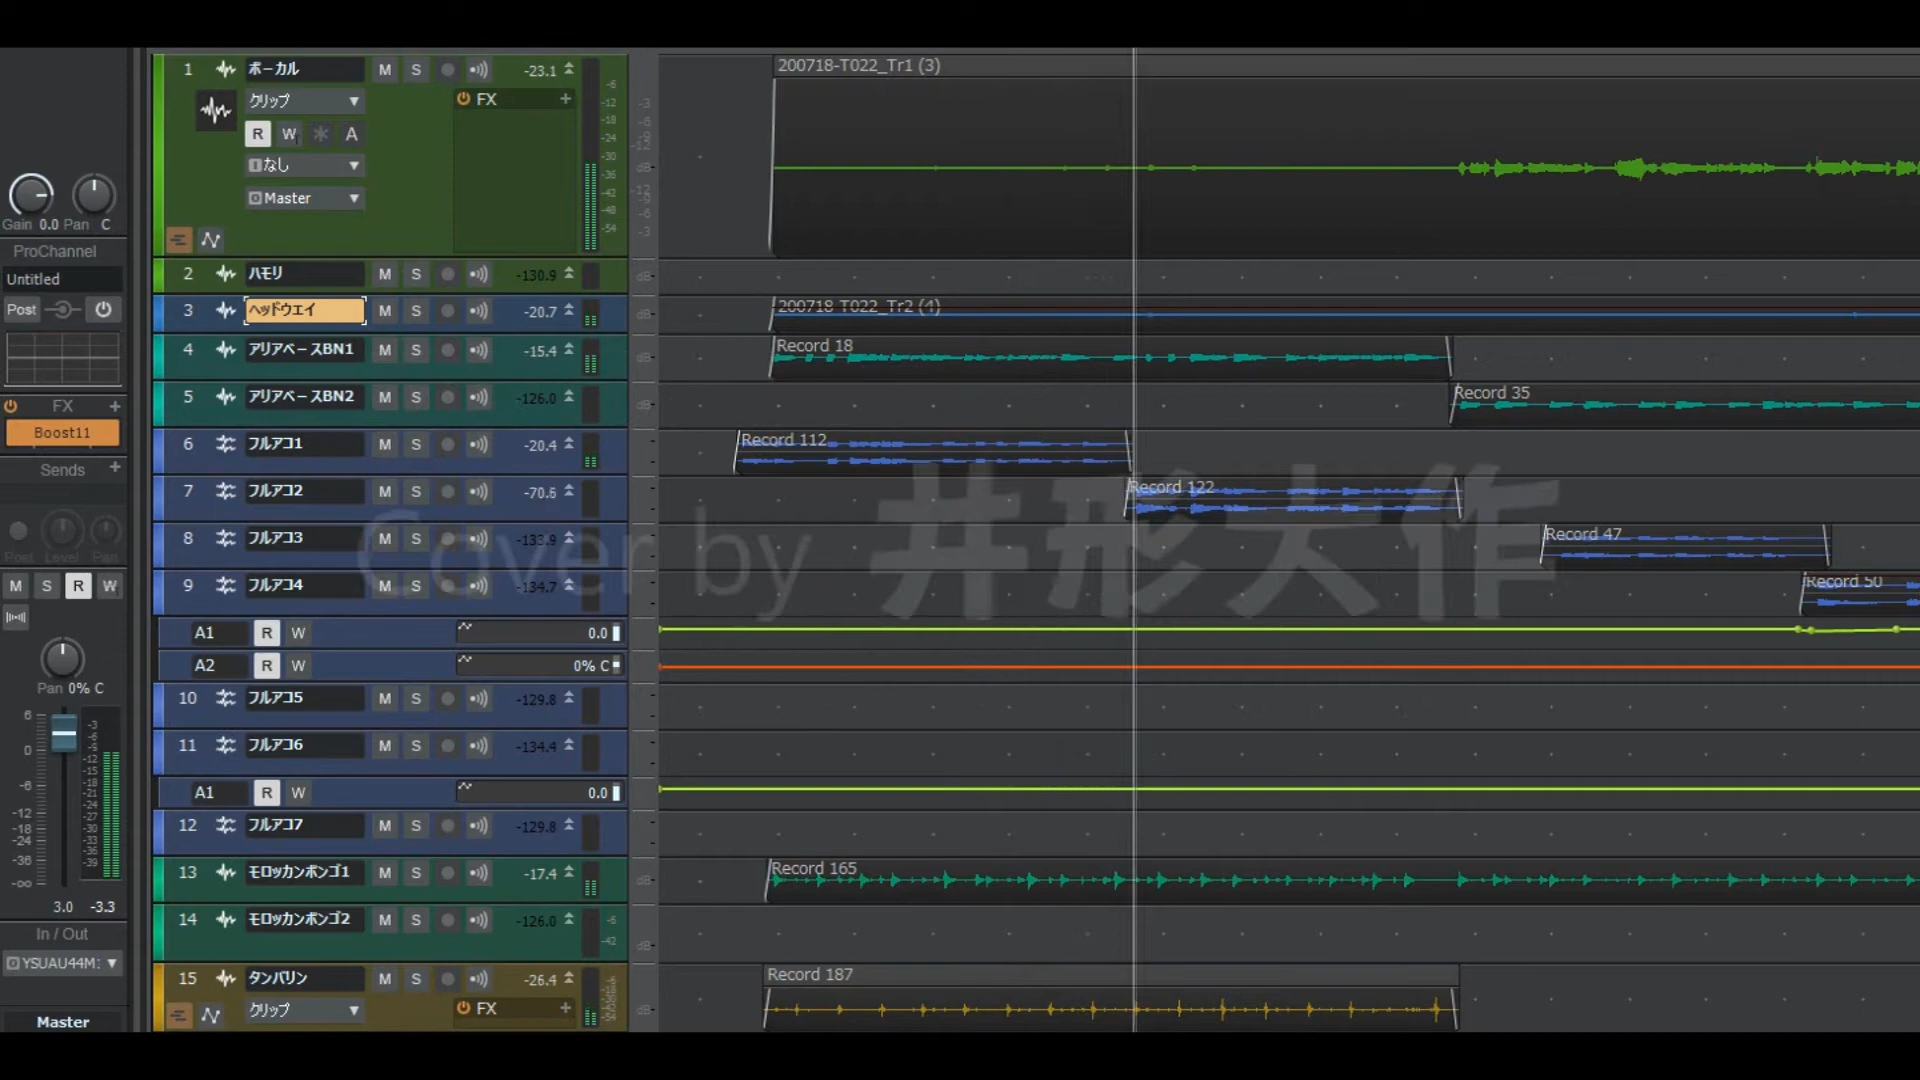 1 ボーカル M S -23.1
クリップ FX +
R W A
なし
Master
200718-T022_Tr1 (3)
2 ハモリ M S -130.9
3 ヘッドウエイ M S -20.7
200718-T022_Tr2 (4)
4 アリアベースBN1 M S -15.4
Record 18
5 アリアベースBN2 M S -126.0
Record 35
6 フルアコ1 M S -20.4
Record 112
7 フルアコ2 M S -70.6
Record 122
8 フルアコ3 M S -133.9
Record 47
9 フルアコ4 M S -134.7
Record 50
Cover by 井形大作
A1 R W 0.0
A2 R W 0% C
10 フルアコ5 M S -129.8
11 フルアコ6 M S -134.4
A1 R W 0.0
12 フルアコ7 M S -129.8
13 モロッカンボンゴ1 M S -17.4
Record 165
14 モロッカンボンゴ2 M S -126.0
15 タンバリン M S -26.4
クリップ FX +
Record 187
Gain 0.0 Pan C
ProChannel
Untitled
Post
FX +
Boost11
Sends +
Post Level Pan
M S R W
Pan 0% C
3.0 -3.3
In / Out
YSUAU44M:
Master